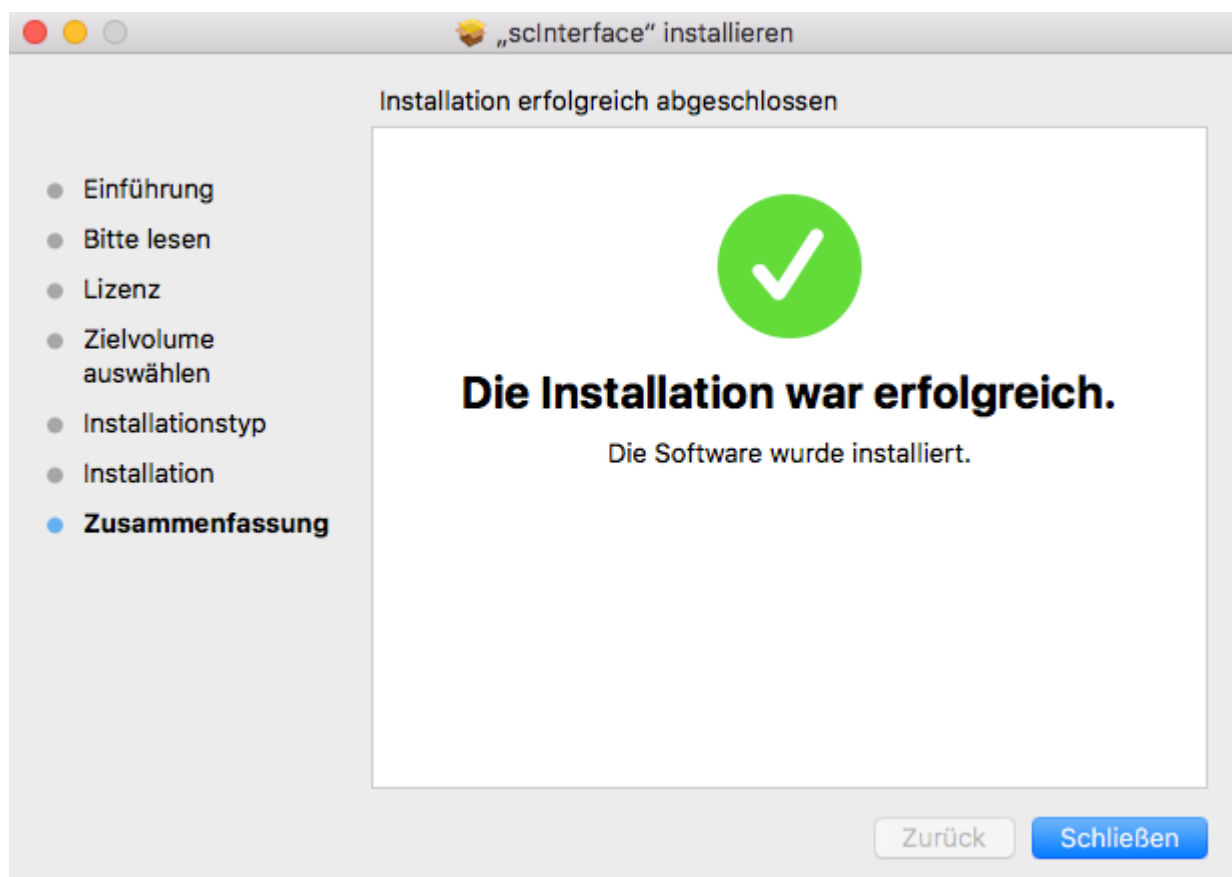 „scInterface“ installieren
Installation erfolgreich abgeschlossen
Einführung
Bitte lesen
Lizenz
Zielvolume
auswählen
Installationstyp
Installation
Zusammenfassung
Die Installation war erfolgreich.
Die Software wurde installiert.
Zurück
Schließen